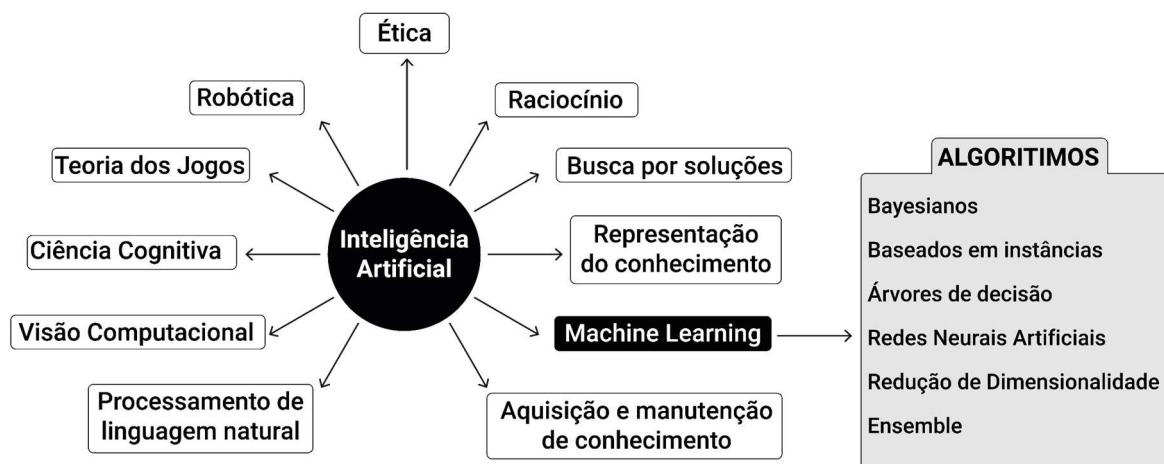 Ética
Robótica
Raciocínio
Teoria dos Jogos
Busca por soluções
Inteligência
Artificial
Ciência Cognitiva
Representação
do conhecimento
Visão Computacional
Machine Learning
Processamento de
linguagem natural
Aquisição e manutenção
de conhecimento
ALGORITIMOS
Bayesianos
Baseados em instâncias
Árvores de decisão
Redes Neurais Artificiais
Redução de Dimensionalidade
Ensemble